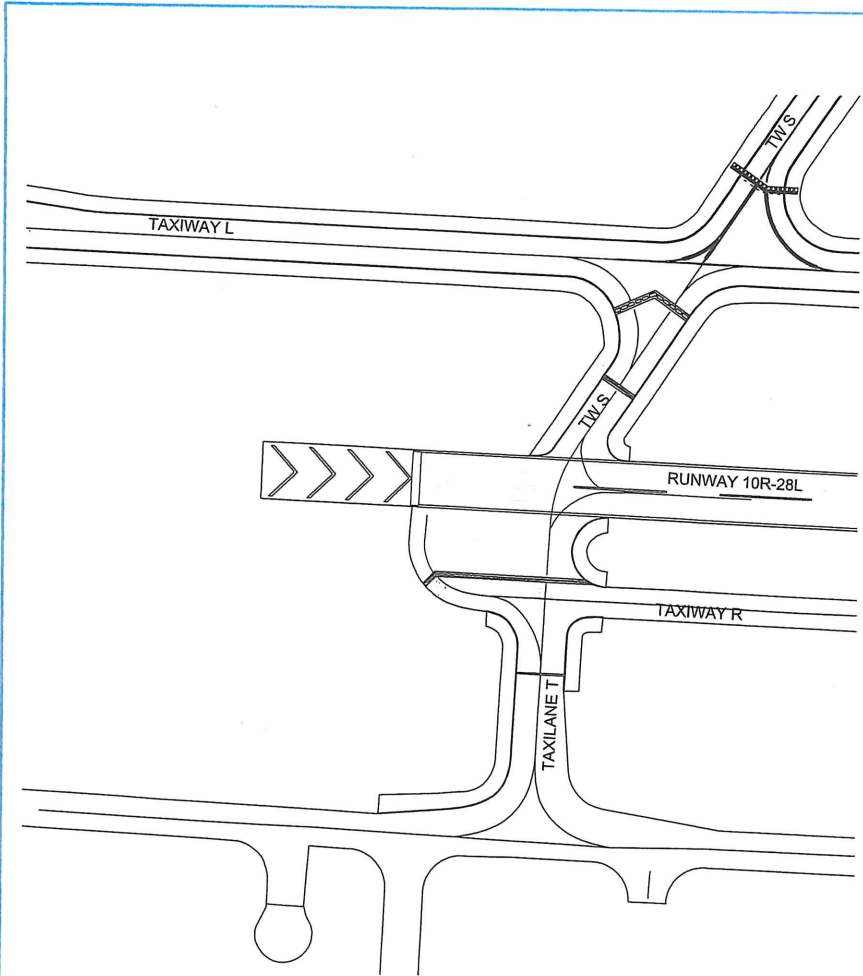 TW S
TAXIWAY L
TW S
RUNWAY 10R-28L
TAXIWAY R
TAXILANE T